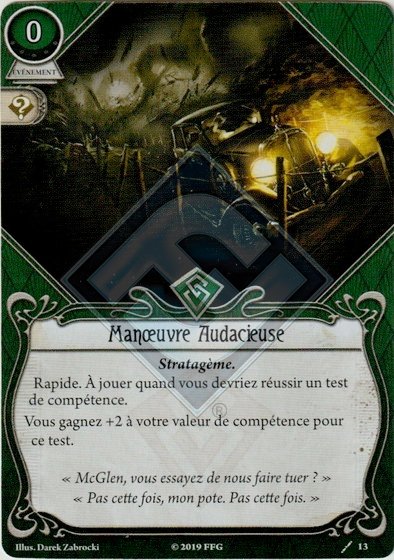 0
ÉVÉNEMENT
?
Manœuvre Audacieuse
Stratagème.
Rapide. À jouer quand vous devriez réussir un test
de compétence.
Vous gagnez +2 à votre valeur de compétence pour
ce test.
« McGlen, vous essayez de nous faire tuer ? »
« Pas cette fois, mon pote. Pas cette fois. »
Illus. Darek Zabrocki © 2019 FFG 13
®